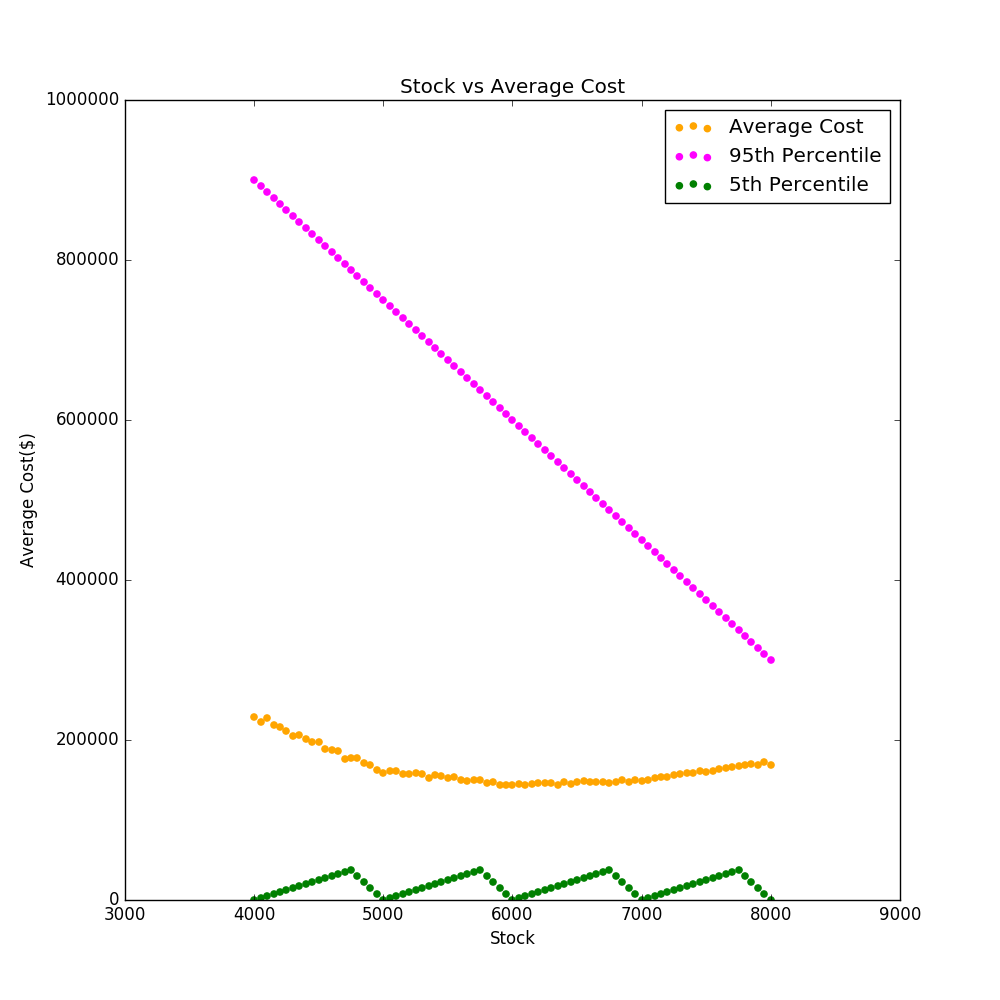 Stock vs Average Cost
1000000
800000
600000
400000
200000
0
Average Cost($)
Average Cost
95th Percentile
5th Percentile
3000 4000 5000 6000 7000 8000 9000
Stock